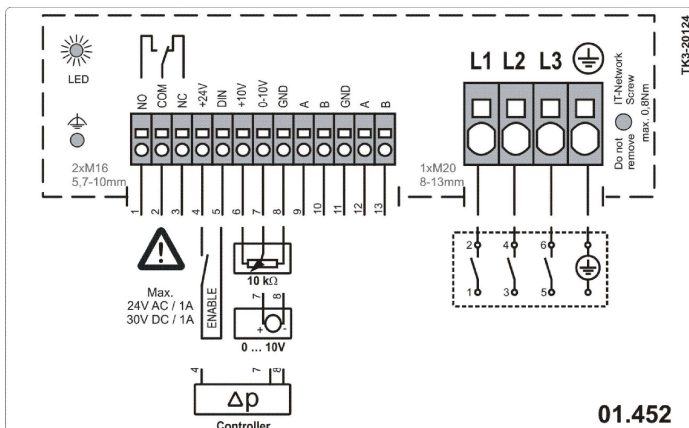 TK3-20124
LED
NO
COM
NC
+24V
DIN
+10V
0-10V
GND
A
B
GND
A
B
L1 L2 L3
IT-Network
Screw
max. 0,8Nm
Do not
remove
2xM16
5,7-10mm
1xM20
8-13mm
1 2 3 4 5 6 7 8 9 10 11 12 13
Max.
24V AC / 1A
30V DC / 1A
ENABLE
10 kΩ
7 8
+ -
0 ... 10V
4 7 8
Δp
Controller
2 4 6
1 3 5
01.452